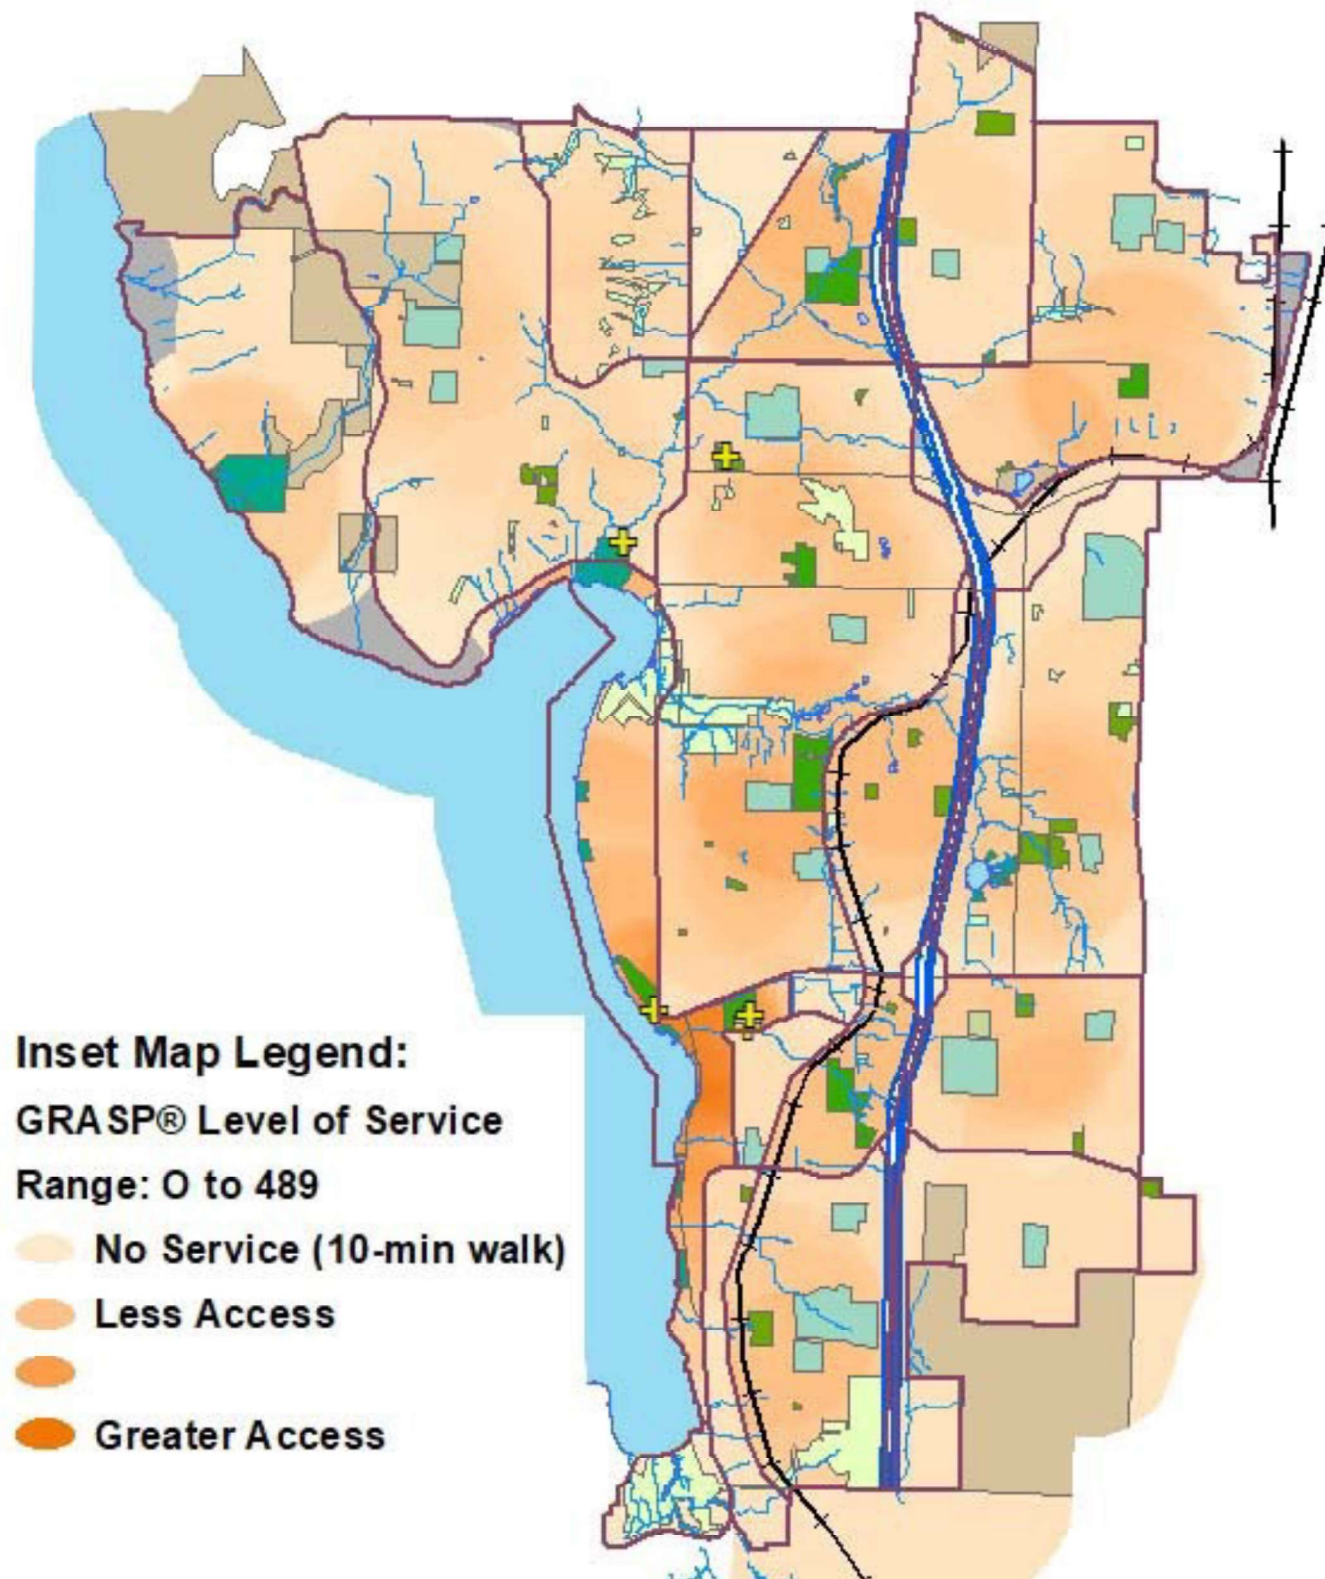 Inset Map Legend:
GRASP® Level of Service
Range: O to 489
No Service (10-min walk)
Less Access
Greater Access